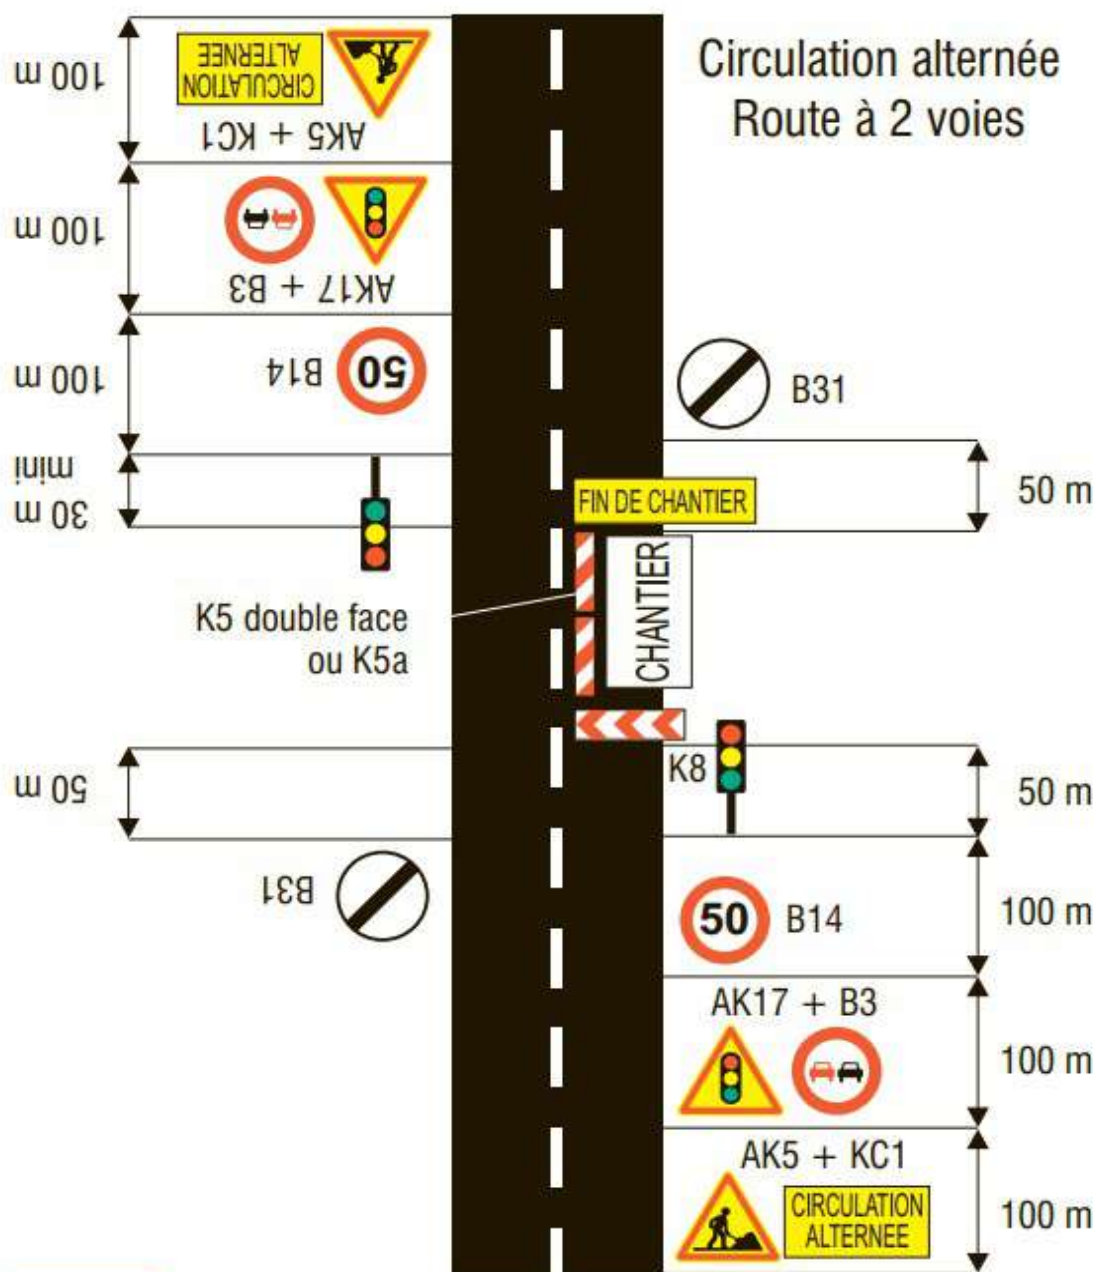 Circulation alternée
Route à 2 voies
100 m
CIRCULATION
ALTERNEE
AK5 + KC1
100 m
AK17 + B3
100 m
50
B14
30 m
mini
B31
50 m
FIN DE CHANTIER
CHANTIER
K5 double face
ou K5a
50 m
K8
50 m
B31
50
B14
100 m
AK17 + B3
100 m
AK5 + KC1
CIRCULATION
ALTERNEE
100 m